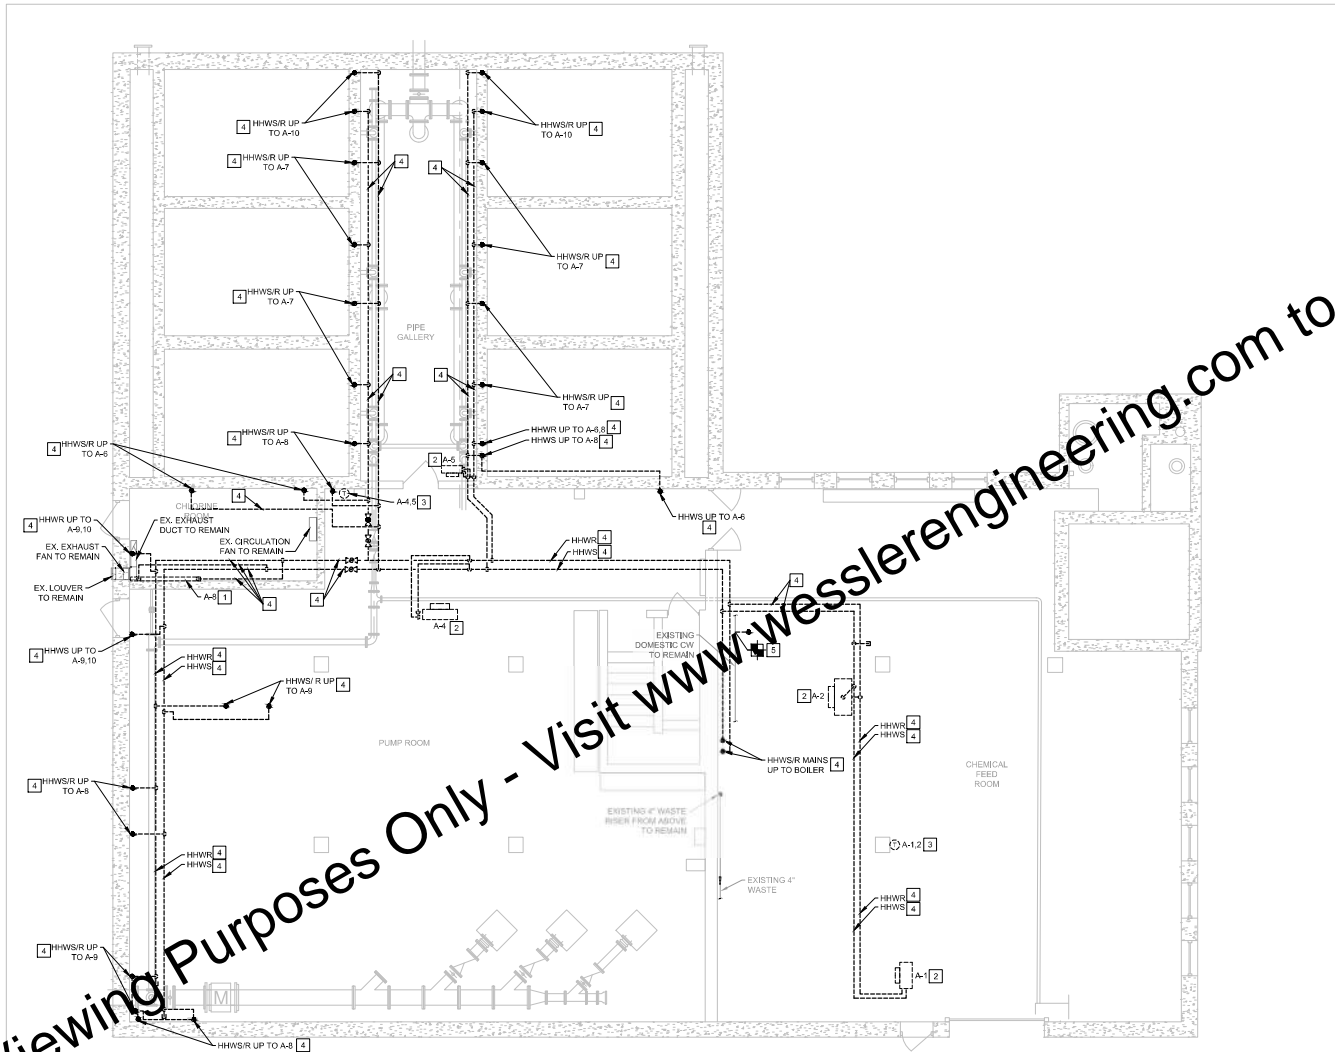 4 HHWS/R UP
TO A-10
HHWS/R UP 4
TO A-10
4 HHWS/R UP
TO A-7
4
4
HHWS/R UP 4
TO A-7
4 HHWS/R UP
TO A-7
PIPE
GALLERY
4
4
HHWS/R UP 4
TO A-7
4 HHWS/R UP
TO A-8
HHWR UP TO A-6,8 4
HHWS UP TO A-8 4
4 HHWS/R UP
TO A-6
2 A-5
4
A-4,5 3
CHLORINE
ROOM
HHWS UP TO A-6
4
4 HHWR UP TO
A-9,10
EX. EXHAUST
DUCT TO REMAIN
EX. CIRCULATION
FAN TO REMAIN
EX. EXHAUST
FAN TO REMAIN
HHWR 4
HHWS 4
EX. LOUVER
TO REMAIN
A-8 1
4
4
4
A-4 2
EXISTING
DOMESTIC CW
TO REMAIN
5
4 HHWS UP TO
A-9,10
HHWR 4
HHWS 4
HHWS/ R UP 4
TO A-9
2 A-2
HHWR 4
HHWS 4
PUMP ROOM
HHWS/R MAINS
UP TO BOILER 4
CHEMICAL
FEED
ROOM
4 HHWS/R UP
TO A-8
EXISTING 4" WASTE
RISER FROM ABOVE
TO REMAIN
A-1,2 3
HHWR 4
HHWS 4
EXISTING 4"
WASTE
HHWR 4
HHWS 4
4 HHWS/R UP
TO A-9
A-1 2
M
HHWS/R UP TO A-8 4
Viewing Purposes Only - Visit www.wesslerengineering.com to